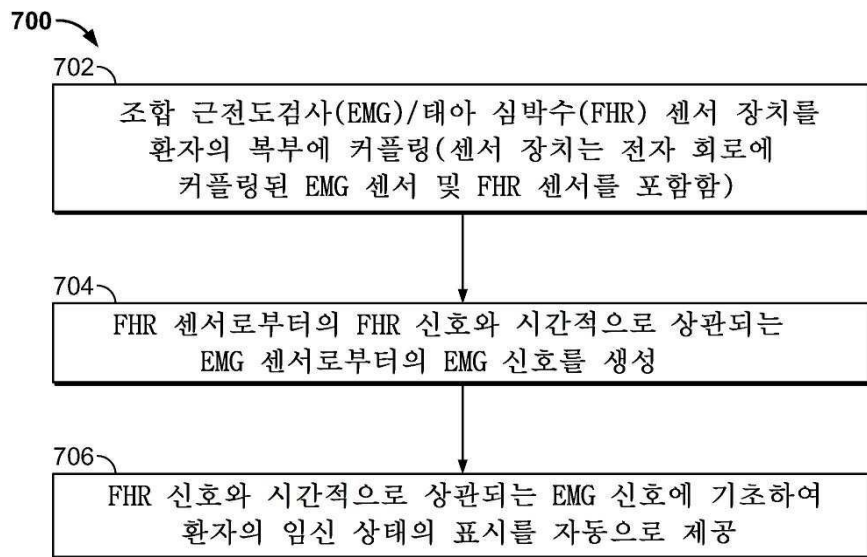 700
702
조합 근전도검사(EMG)/태아 심박수(FHR) 센서 장치를
환자의 복부에 커플링(센서 장치는 전자 회로에
커플링된 EMG 센서 및 FHR 센서를 포함함)
704
FHR 센서로부터의 FHR 신호와 시간적으로 상관되는
EMG 센서로부터의 EMG 신호를 생성
706
FHR 신호와 시간적으로 상관되는 EMG 신호에 기초하여
환자의 임신 상태의 표시를 자동으로 제공